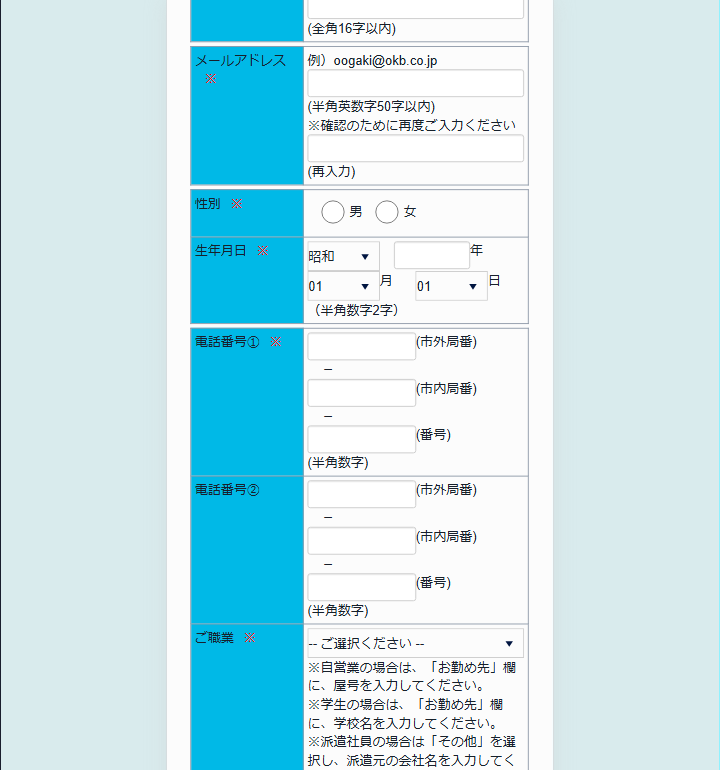 (全角16字以内)
メールアドレス
※
例）oogaki@okb.co.jp
(半角英数字50字以内)
※確認のために再度ご入力ください
(再入力)
性別 ※
男 女
生年月日 ※
昭和 年
01 月 01 日
（半角数字2字）
電話番号① ※
(市外局番)
–
(市内局番)
–
(番号)
(半角数字)
電話番号②
(市外局番)
–
(市内局番)
–
(番号)
(半角数字)
ご職業 ※
-- ご選択ください --
※自営業の場合は、「お勤め先」欄
に、屋号を入力してください。
※学生の場合は、「お勤め先」欄
に、学校名を入力してください。
※派遣社員の場合は「その他」を選
択し、派遣元の会社名を入力してく